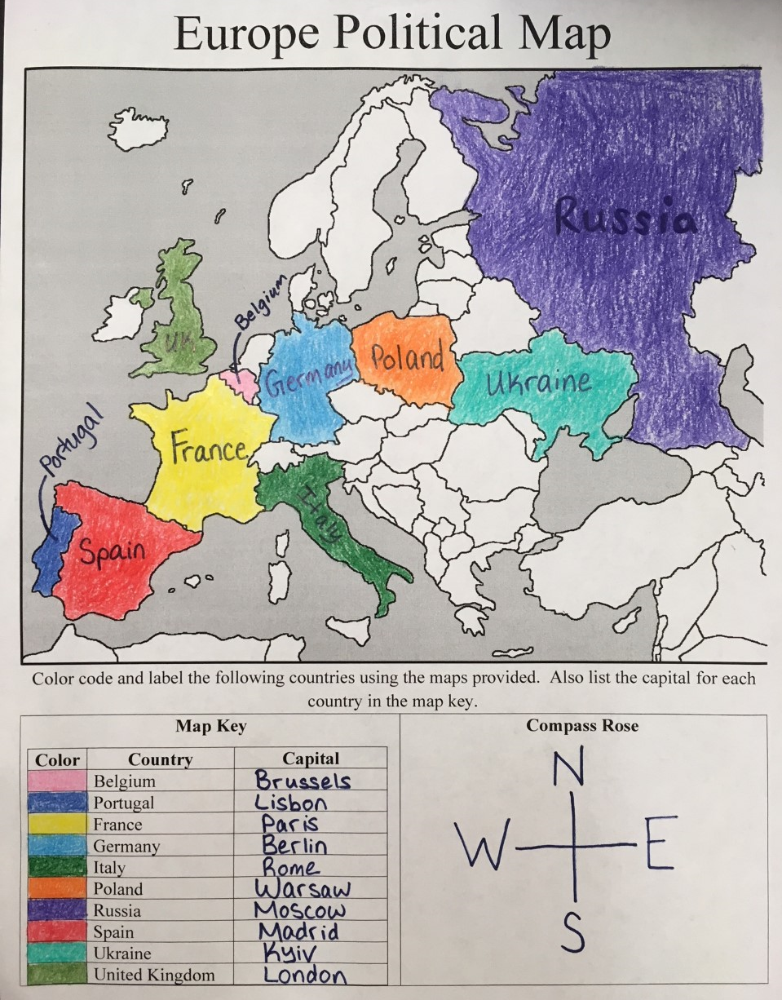 Europe Political Map
Russia
Belgium
UK
Germany
Poland
Ukraine
Portugal
France
Italy
Spain
Color code and label the following countries using the maps provided. Also list the capital for each
country in the map key.
Map Key
Color Country Capital
Belgium Brussels
Portugal Lisbon
France Paris
Germany Berlin
Italy Rome
Poland Warsaw
Russia Moscow
Spain Madrid
Ukraine Kyiv
United Kingdom London
Compass Rose
N
W E
S